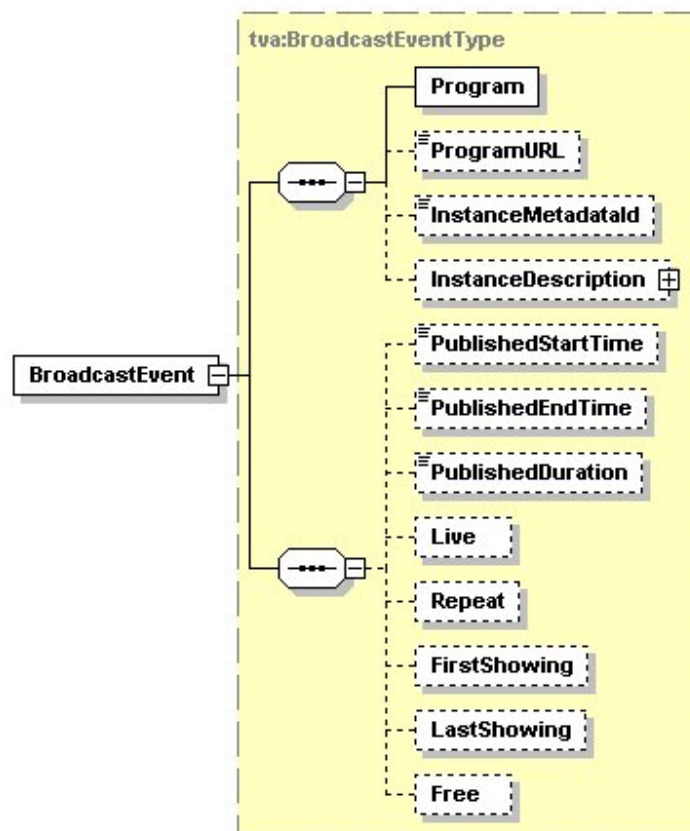 tva:BroadcastEventType
Program
ProgramURL
InstanceMetadataId
InstanceDescription
PublishedStartTime
BroadcastEvent
PublishedEndTime
PublishedDuration
Live
Repeat
FirstShowing
LastShowing
Free